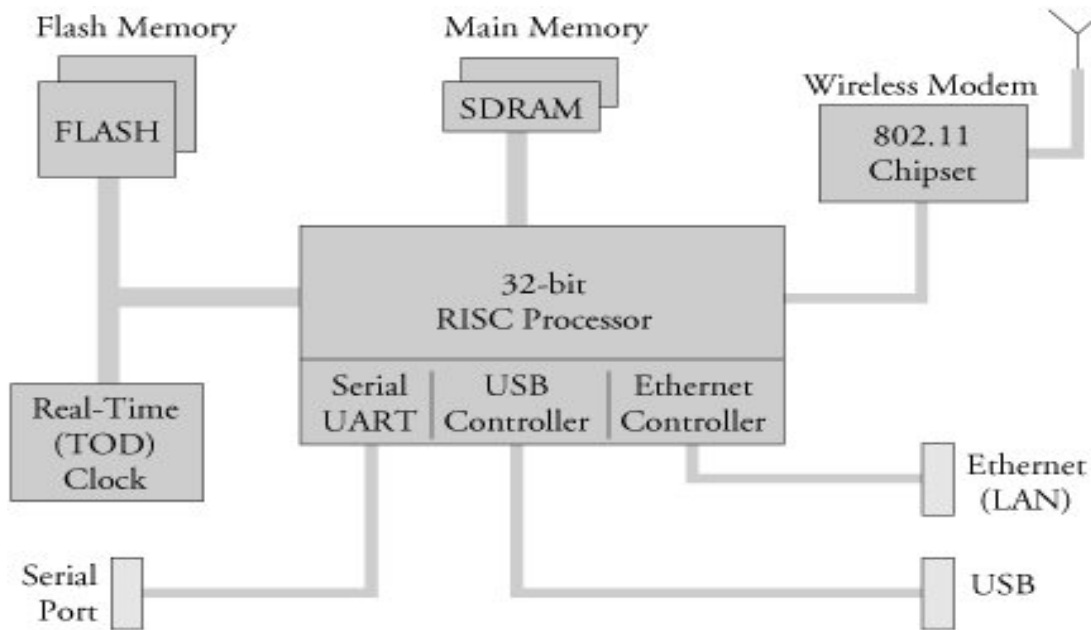 Flash Memory
FLASH
Main Memory
SDRAM
Wireless Modem
802.11
Chipset
32-bit
RISC Processor
Serial
UART
USB
Controller
Ethernet
Controller
Real-Time
(TOD)
Clock
Ethernet
(LAN)
Serial
Port
USB